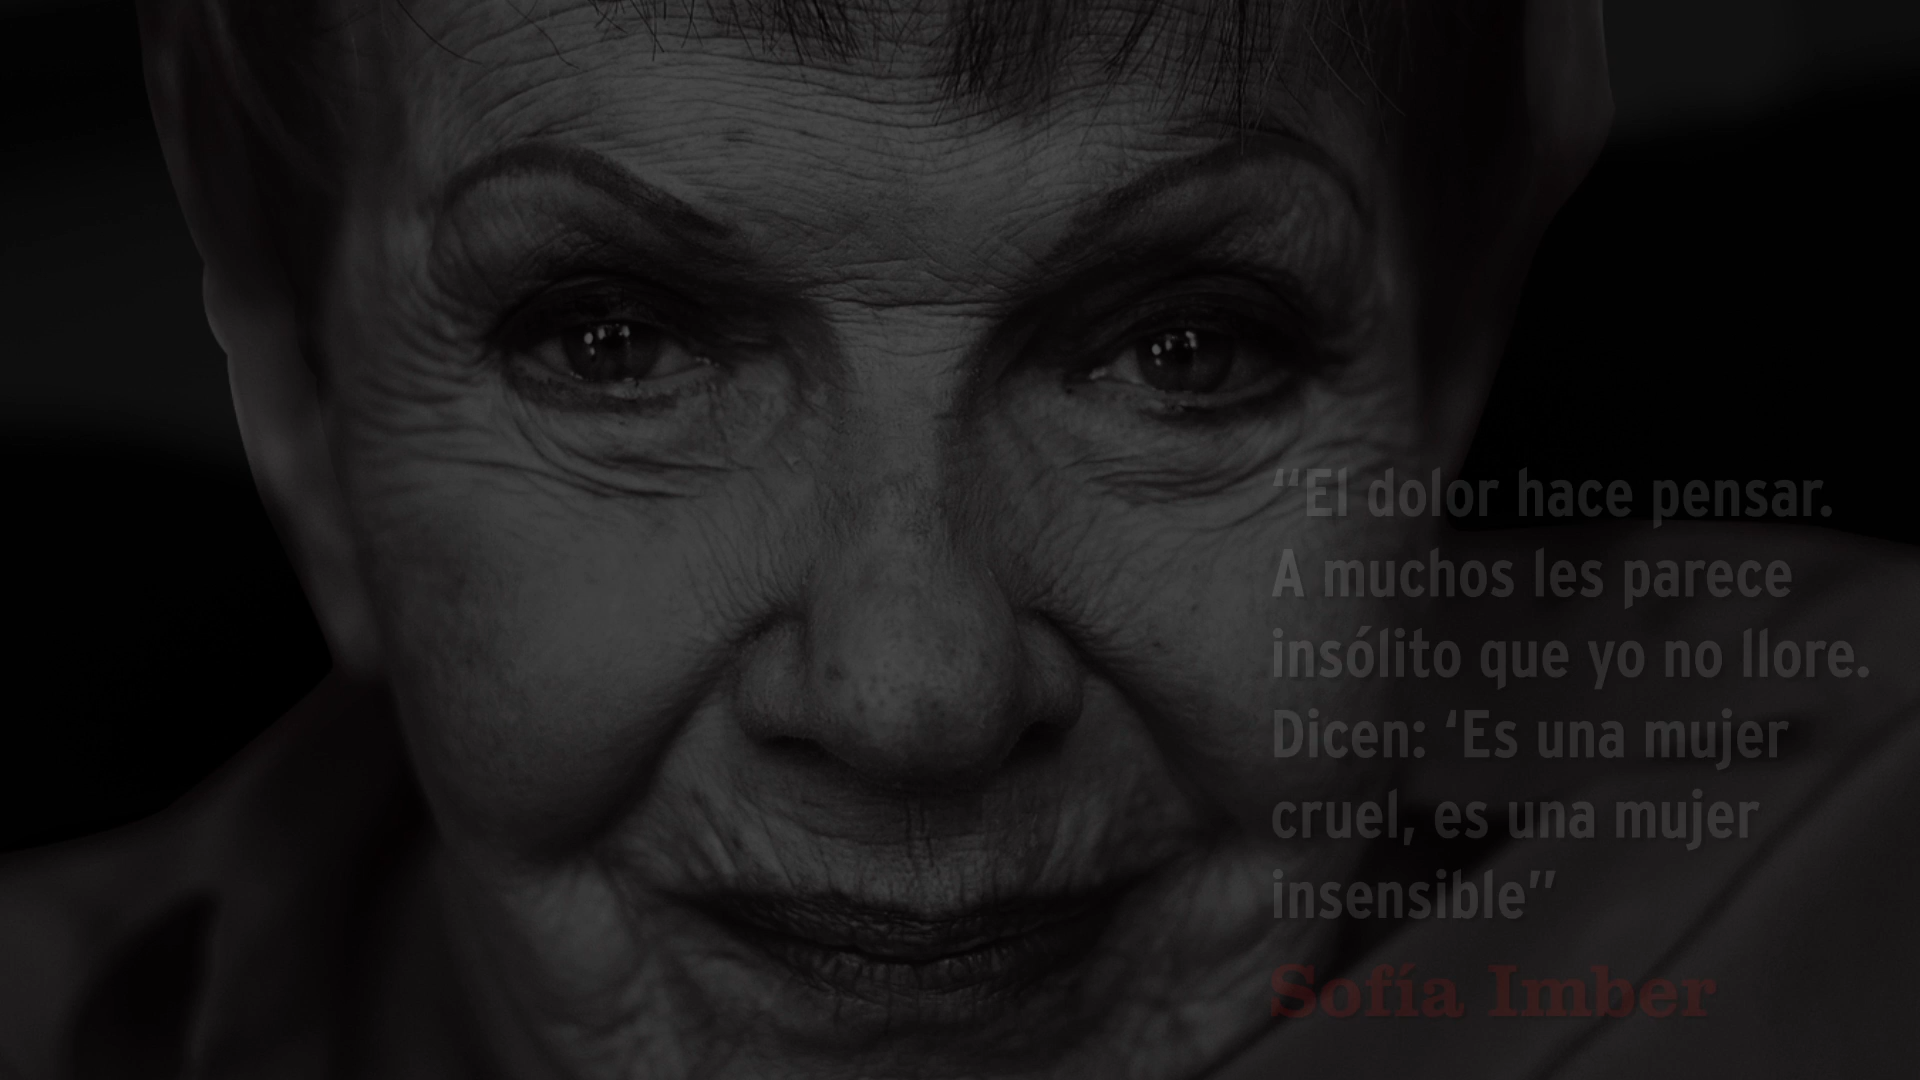 “El dolor hace pensar.
A muchos les parece
insólito que yo no llore.
Dicen: ‘Es una mujer
cruel, es una mujer
insensible”
Sofía Imber